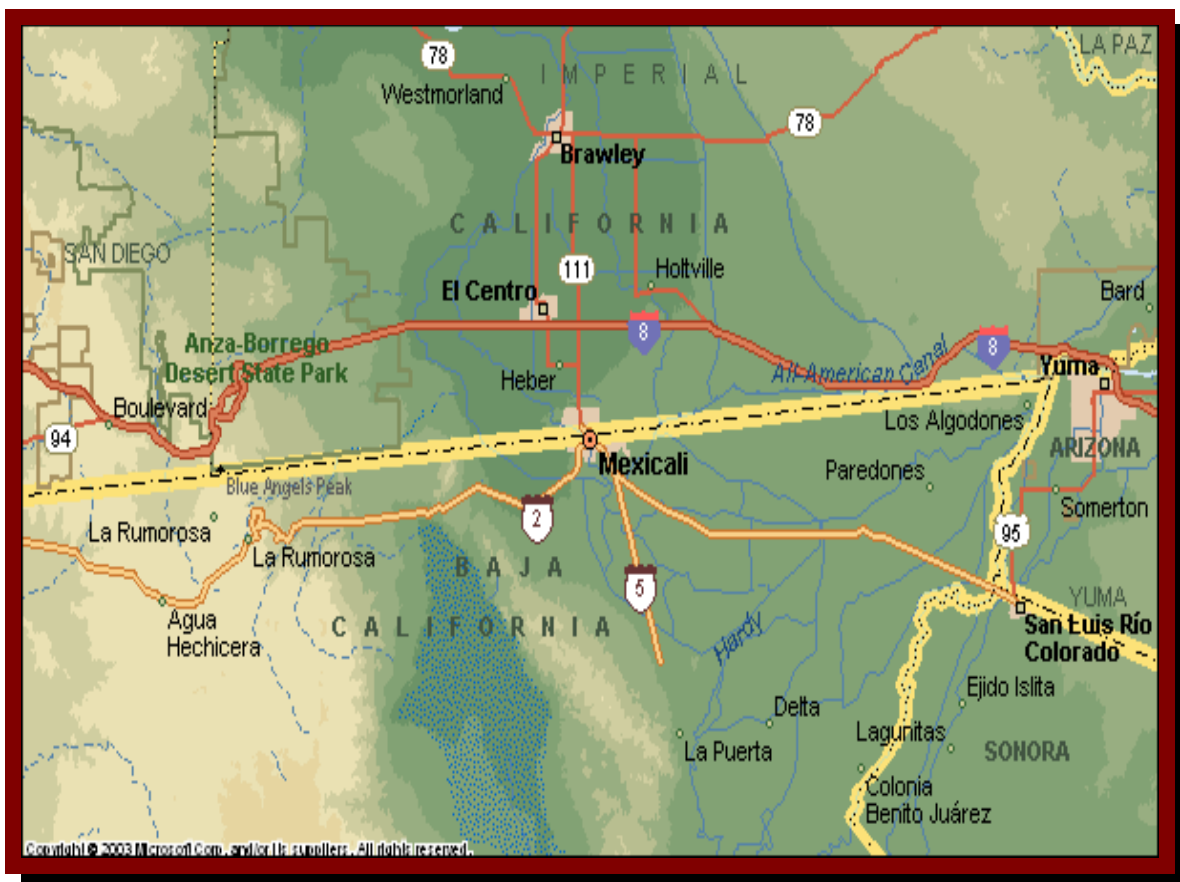 LA PAZ
78
IMPERIAL
Westmorland
78
Brawley
CALIFORNIA
SAN DIEGO
111
Holtville
El Centro
Bard
8
8
Anza-Borrego
Desert State Park
All-American Canal
Yuma
Heber
Boulevard
Los Algodones
94
ARIZONA
Mexicali
Paredones
Blue Angels Peak
Somerton
2
La Rumorosa
95
La Rumorosa
BAJA
5
YUMA
Agua
Hechicera
CALIFORNIA
Hardy
San Luis Río
Colorado
Ejido Islita
Delta
Lagunitas
La Puerta
SONORA
Colonia
Benito Juárez
Copyright © 2003 Microsoft Corp. and/or its suppliers. All rights reserved.